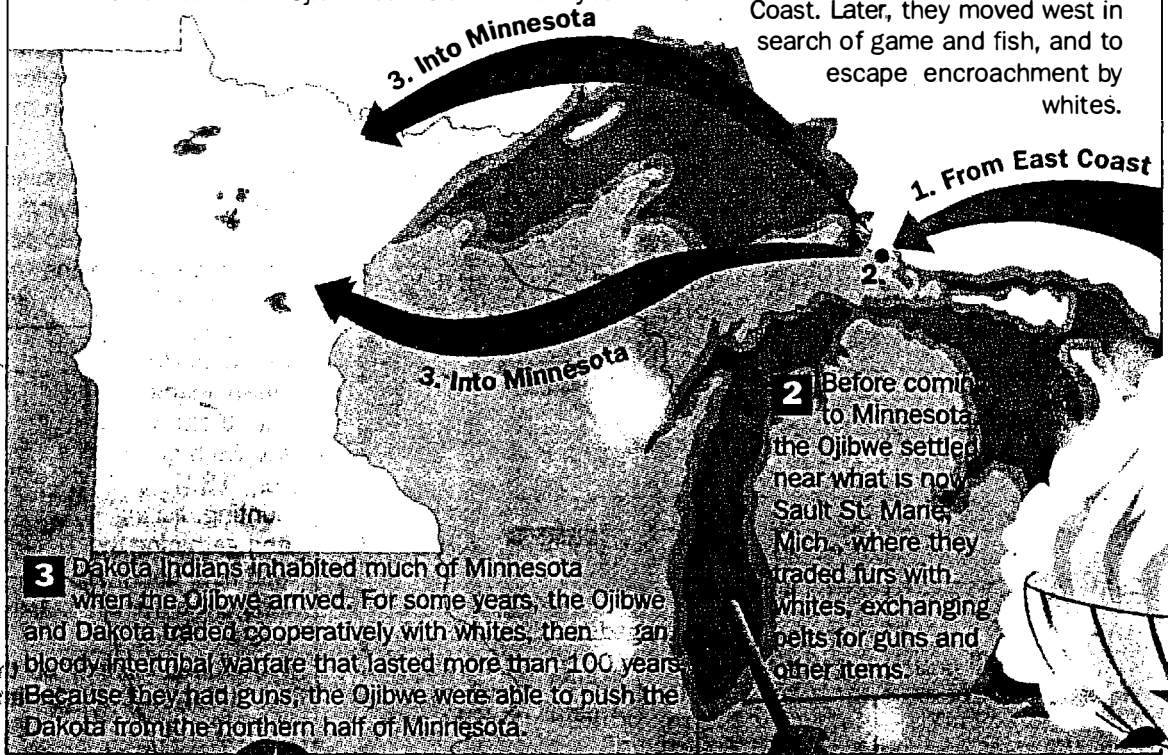 Coast. Later, they moved west in
search of game and fish, and to
escape encroachment by
whites.
3. Into Minnesota
1. From East Coast
2.
3. Into Minnesota
2 Before comin
to Minnesota,
the Ojibwe settled
near what is now
Sault St. Marie,
Mich., where they
traded furs with
whites, exchanging
pelts for guns and
other items.
3 Dakota Indians inhabited much of Minnesota
when the Ojibwe arrived. For some years, the Ojibwe
and Dakota traded cooperatively with whites, then
bloody intertribal warfare that lasted more than 100 years.
Because they had guns, the Ojibwe were able to push the
Dakota from the northern half of Minnesota.